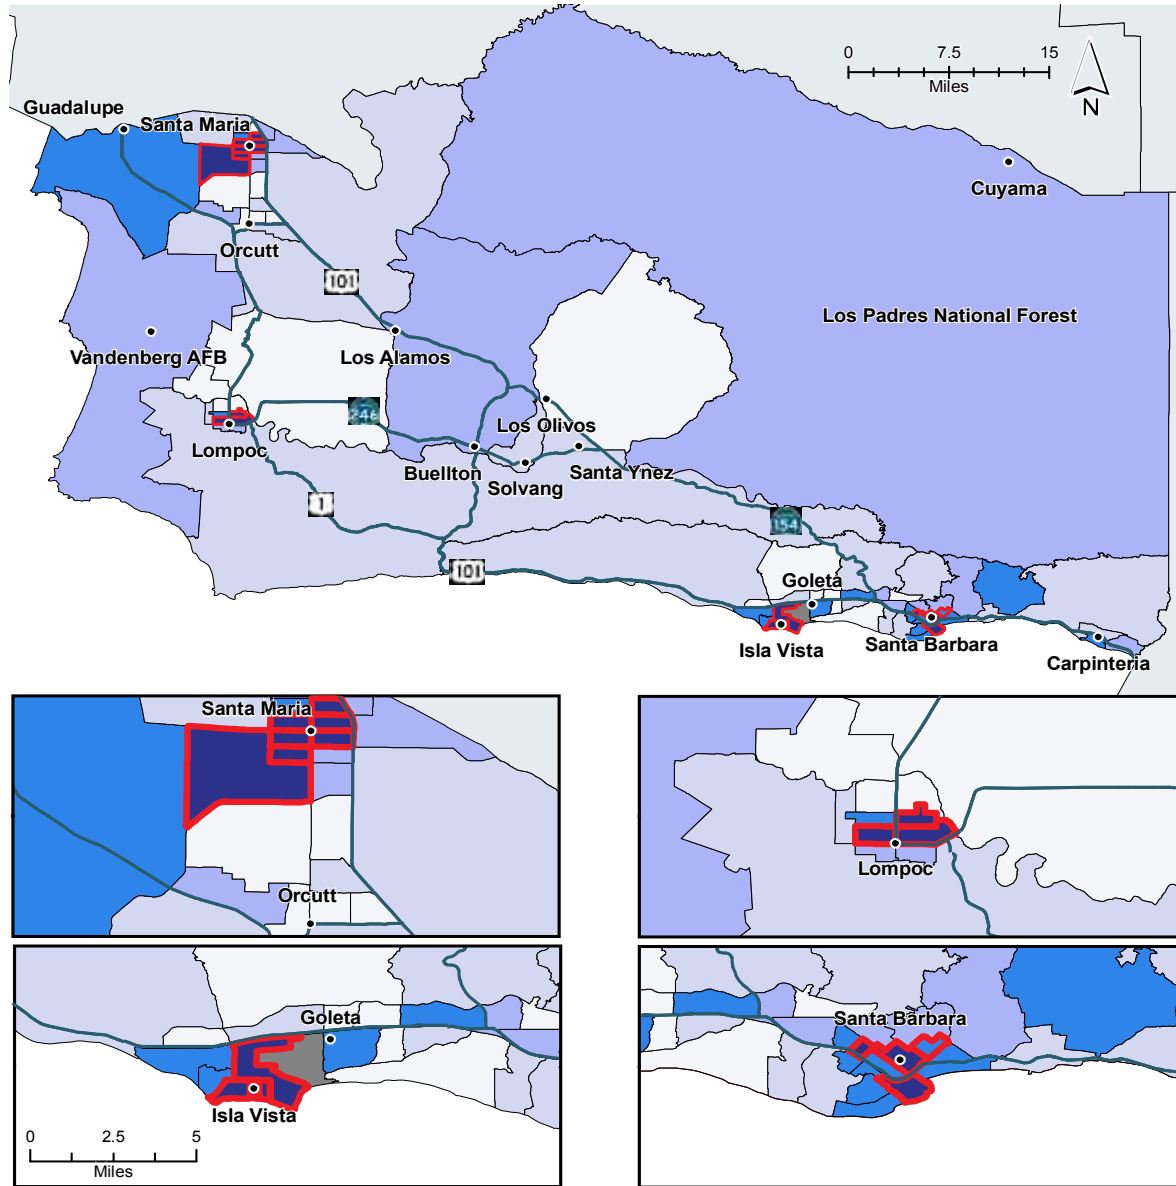 0 7.5 15
Miles
N
Guadalupe
Santa Maria
Cuyama
Orcutt
101
Los Padres National Forest
Vandenberg AFB
Los Alamos
246
Los Olivos
Lompoc
Buellton
Santa Ynez
Solvang
1
154
101
Goleta
Isla Vista
Santa Barbara
Carpinteria
Santa Maria
Orcutt
Lompoc
Goleta
Isla Vista
0 2.5 5
Miles
Santa Barbara